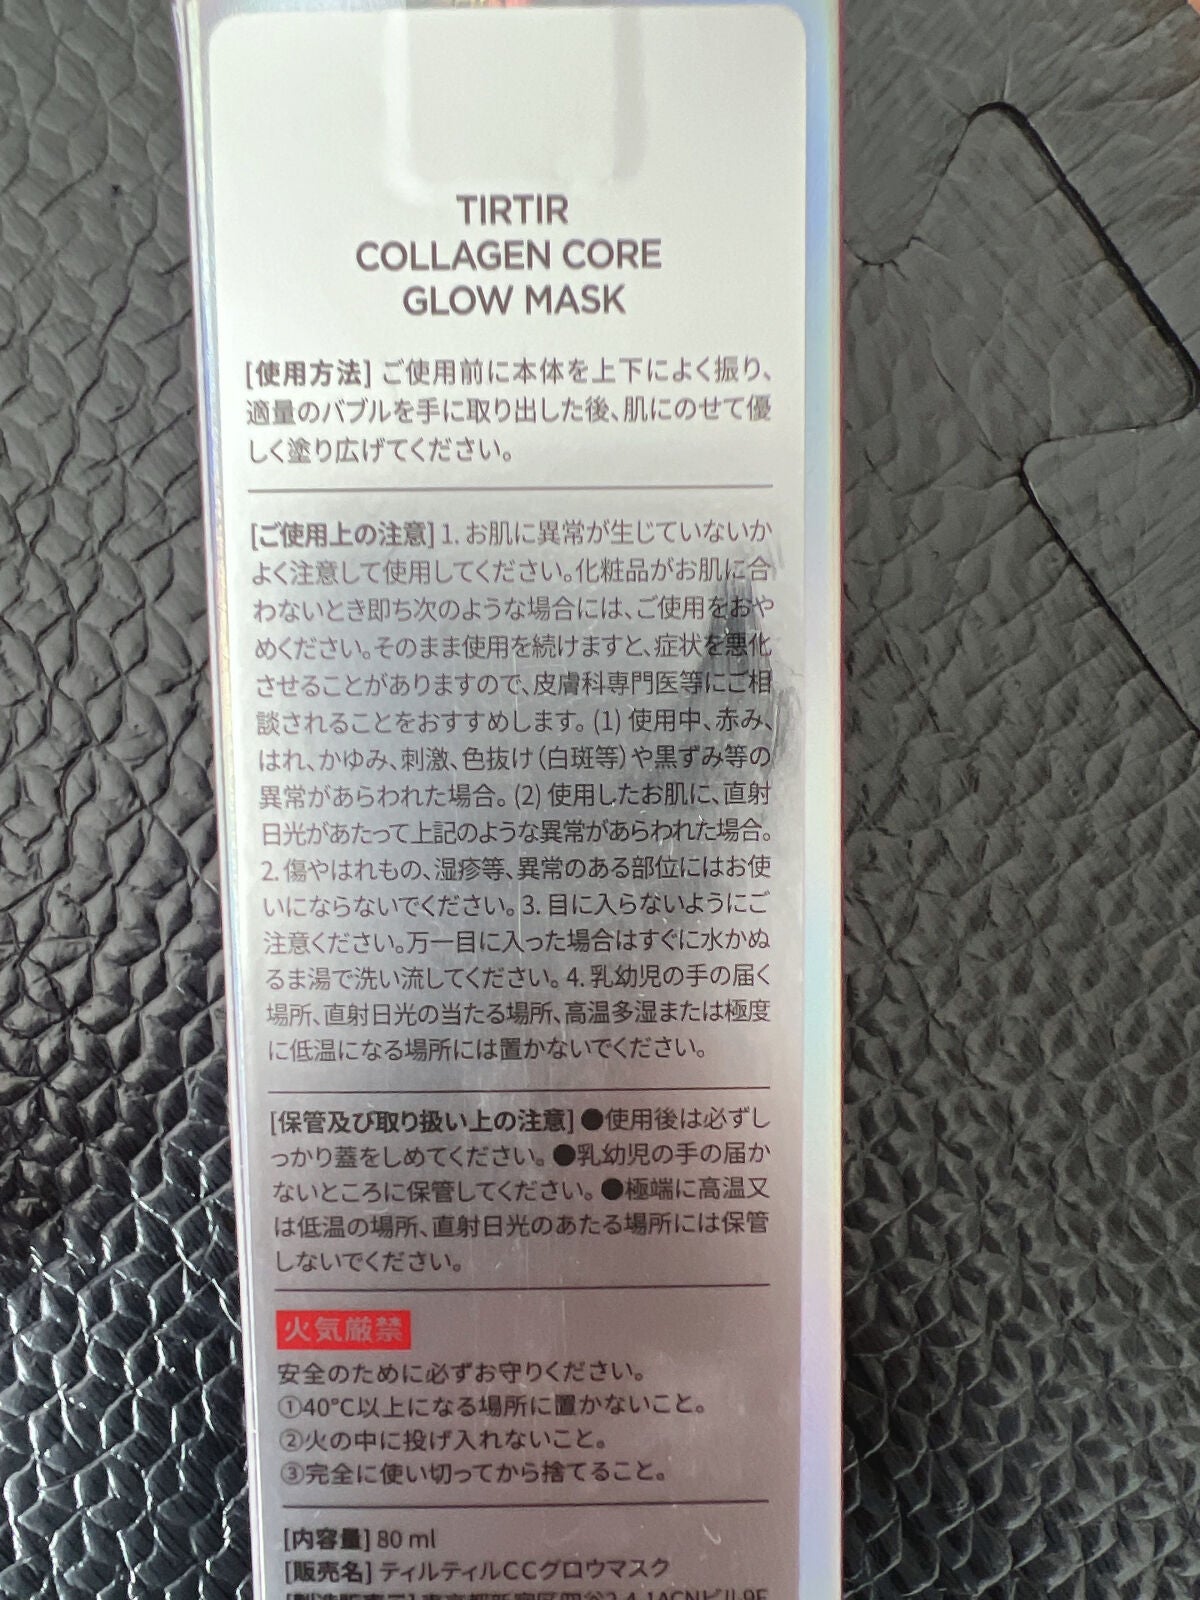 TIRTIR
COLLAGEN CORE
GLOW MASK
[使用方法] ご使用前に本体を上下によく振り、
適量のバブルを手に取り出した後、肌にのせて優
しく塗り広げてください。
[ご使用上の注意] 1. お肌に異常が生じていないか
よく注意して使用してください。化粧品がお肌に合
わないとき即ち次のような場合には、ご使用をおや
めください。そのまま使用を続けますと、症状を悪化
させることがありますので、皮膚科専門医等にご相
談されることをおすすめします。(1) 使用中、赤み、
はれ、かゆみ、刺激、色抜け(白斑等)や黒ずみ等の
異常があらわれた場合。(2) 使用したお肌に、直射
日光があたって上記のような異常があらわれた場合。
2. 傷やはれもの、湿疹等、異常のある部位にはお使
いにならないでください。3. 目に入らないようにご
注意ください。万一目に入った場合はすぐに水かぬ
るま湯で洗い流してください。4. 乳幼児の手の届く
場所、直射日光の当たる場所、高温多湿または極度
に低温になる場所には置かないでください。
[保管及び取り扱い上の注意] ●使用後は必ずし
っかり蓋をしめてください。●乳幼児の手の届か
ないところに保管してください。●極端に高温又
は低温の場所、直射日光のあたる場所には保管
しないでください。
火気厳禁
安全のために必ずお守りください。
①40℃以上になる場所に置かないこと。
②火の中に投げ入れないこと。
③完全に使い切ってから捨てること。
[内容量] 80 ml
[販売名] ティルティルCCグロウマスク
[製造販売元] 東京都新宿区四谷2-4-1ACNビル9F